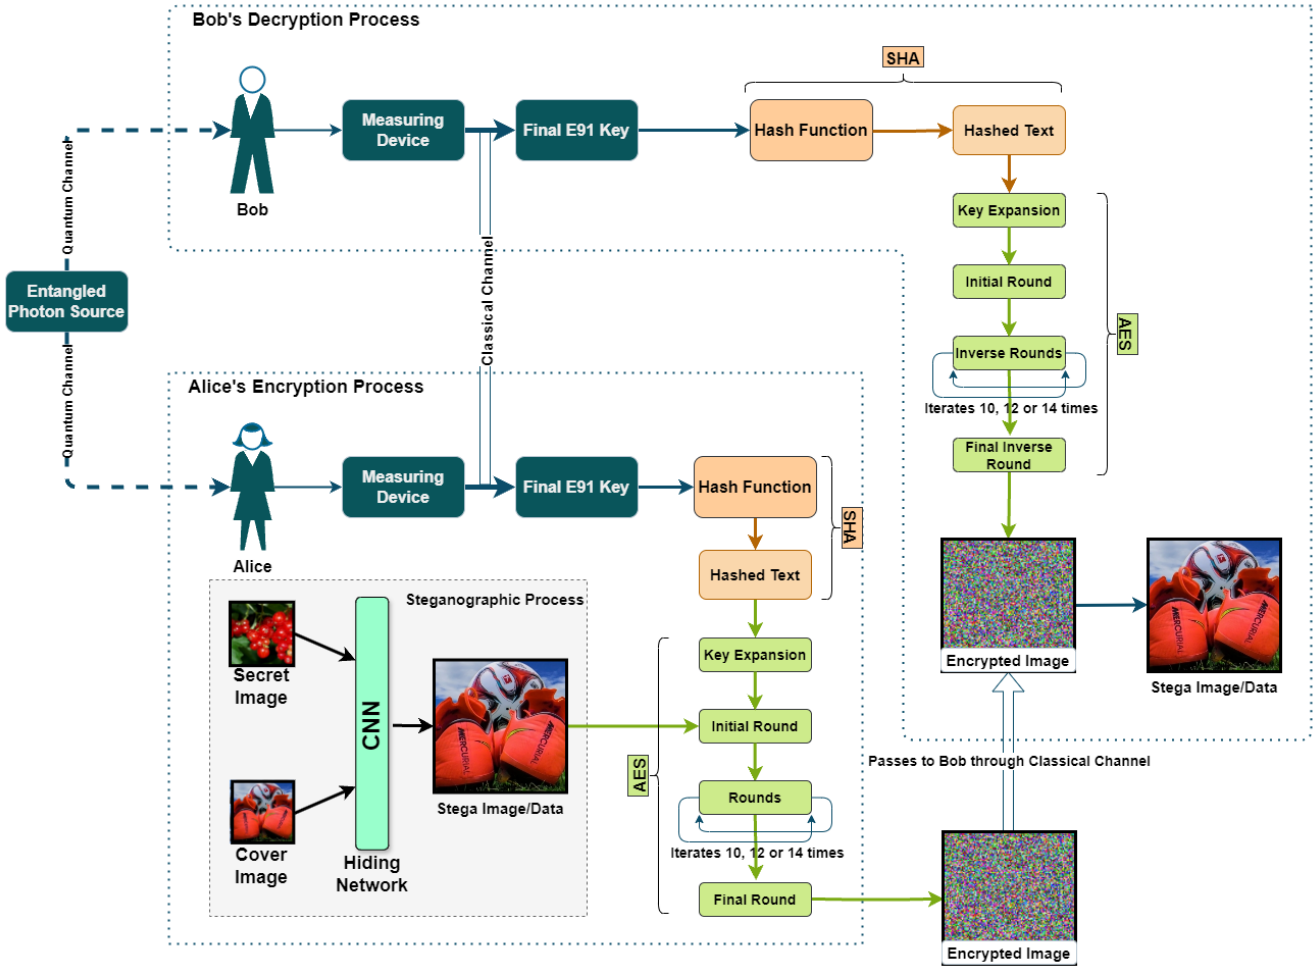 Bob's Decryption Process
SHA
Measuring
Device
Final E91 Key
Hash Function
Hashed Text
Bob
Quantum Channel
Key Expansion
Classical Channel
Entangled
Photon Source
Initial Round
AES
Inverse Rounds
Iterates 10, 12 or 14 times
Final Inverse
Round
Quantum Channel
Alice's Encryption Process
Measuring
Device
Final E91 Key
Hash Function
SHA
Hashed Text
Alice
Steganographic Process
Secret
Image
CNN
MERCURIAL
MERCURIAL
Stega Image/Data
Cover
Image
Hiding
Network
Key Expansion
Initial Round
AES
Rounds
Iterates 10, 12 or 14 times
Final Round
Encrypted Image
MERCURIAL
MERCURIAL
Stega Image/Data
Passes to Bob through Classical Channel
Encrypted Image